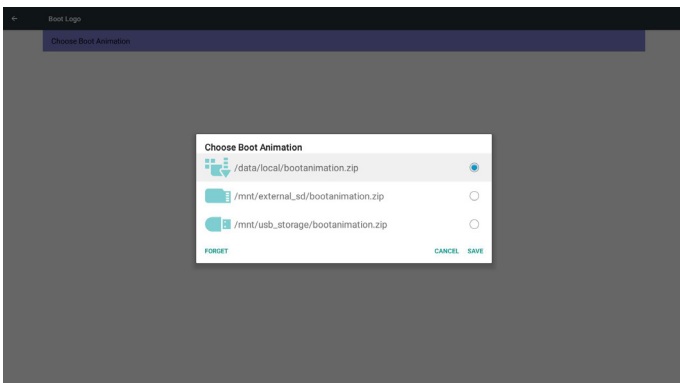 Boot Logo
Choose Boot Animation
Choose Boot Animation
/data/local/bootanimation.zip
/mnt/external_sd/bootanimation.zip
/mnt/usb_storage/bootanimation.zip
FORGET CANCEL SAVE